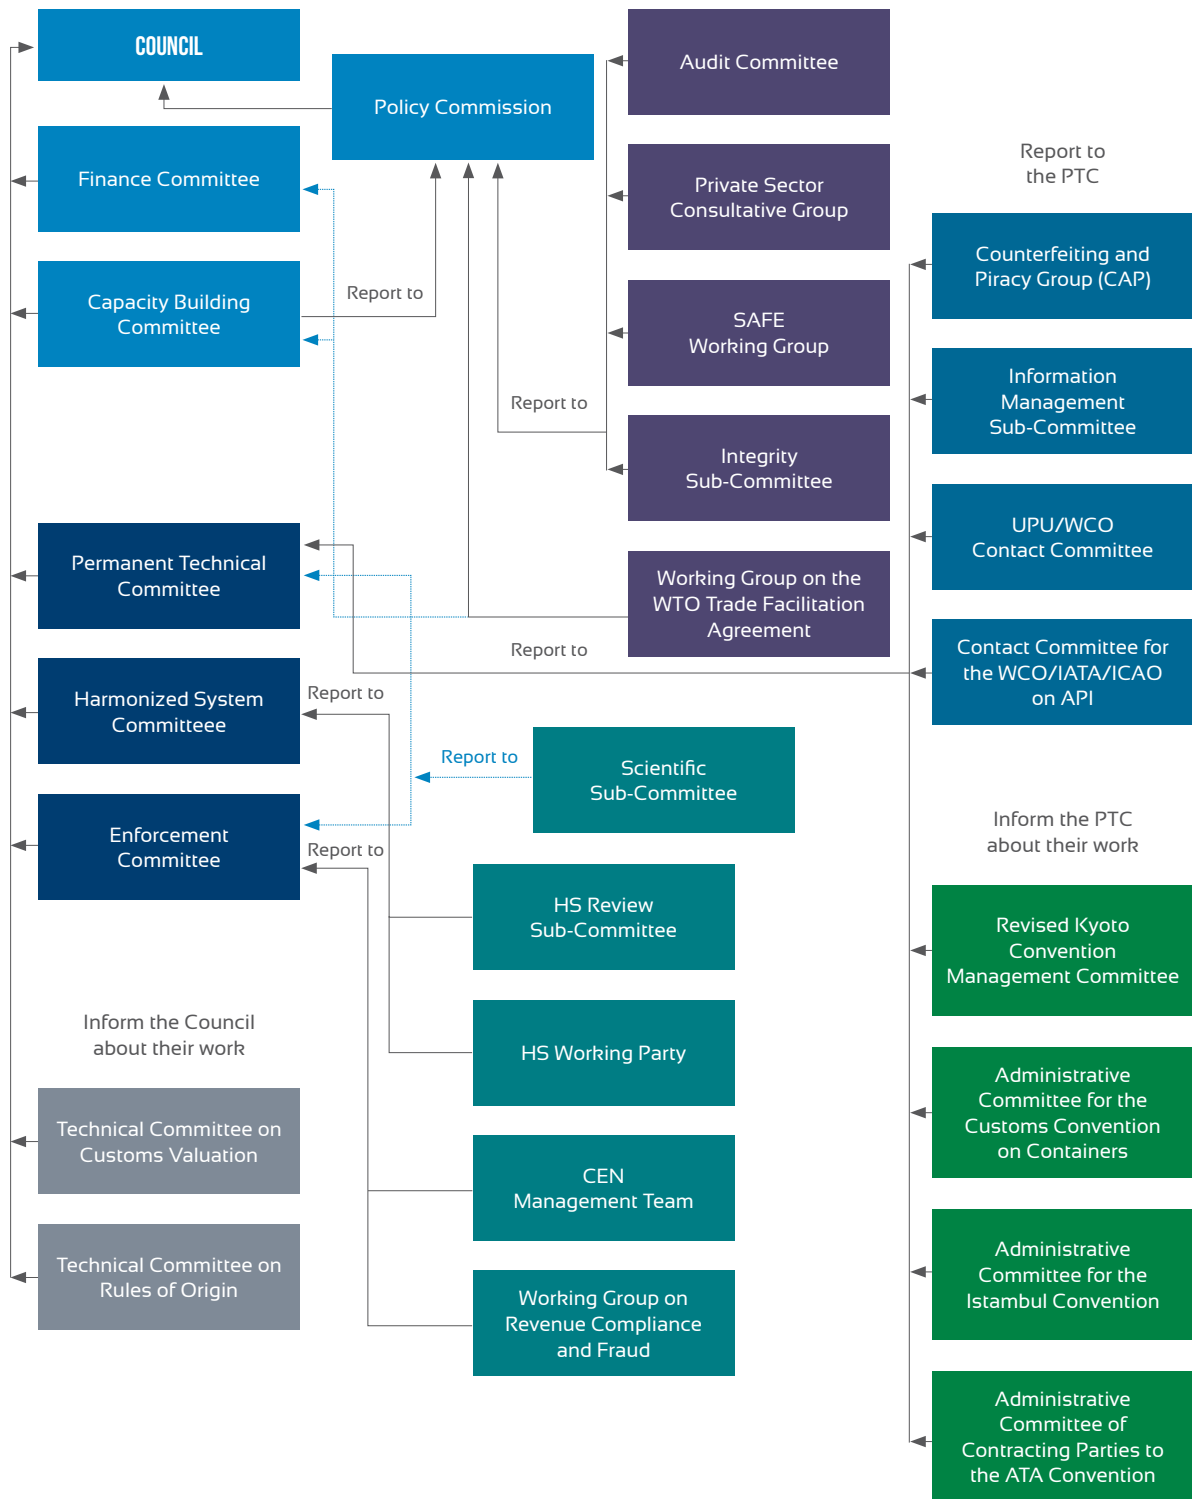 COUNCIL
Policy Commission
Finance Committee
Capacity Building
Committee
Report to
Audit Committee
Private Sector
Consultative Group
SAFE
Working Group
Report to
Integrity
Sub-Committee
Working Group on the
WTO Trade Facilitation
Agreement
Report to
the PTC
Counterfeiting and
Piracy Group (CAP)
Information
Management
Sub-Committee
UPU/WCO
Contact Committee
Contact Committee for
the WCO/IATA/ICAO
on API
Permanent Technical
Committee
Report to
Harmonized System
Committeee
Report to
Enforcement
Committee
Report to
Report to
Scientific
Sub-Committee
HS Review
Sub-Committee
HS Working Party
CEN
Management Team
Working Group on
Revenue Compliance
and Fraud
Inform the Council
about their work
Technical Committee on
Customs Valuation
Technical Committee on
Rules of Origin
Inform the PTC
about their work
Revised Kyoto
Convention
Management Committee
Administrative
Committee for the
Customs Convention
on Containers
Administrative
Committee for the
Istambul Convention
Administrative
Committee of
Contracting Parties to
the ATA Convention